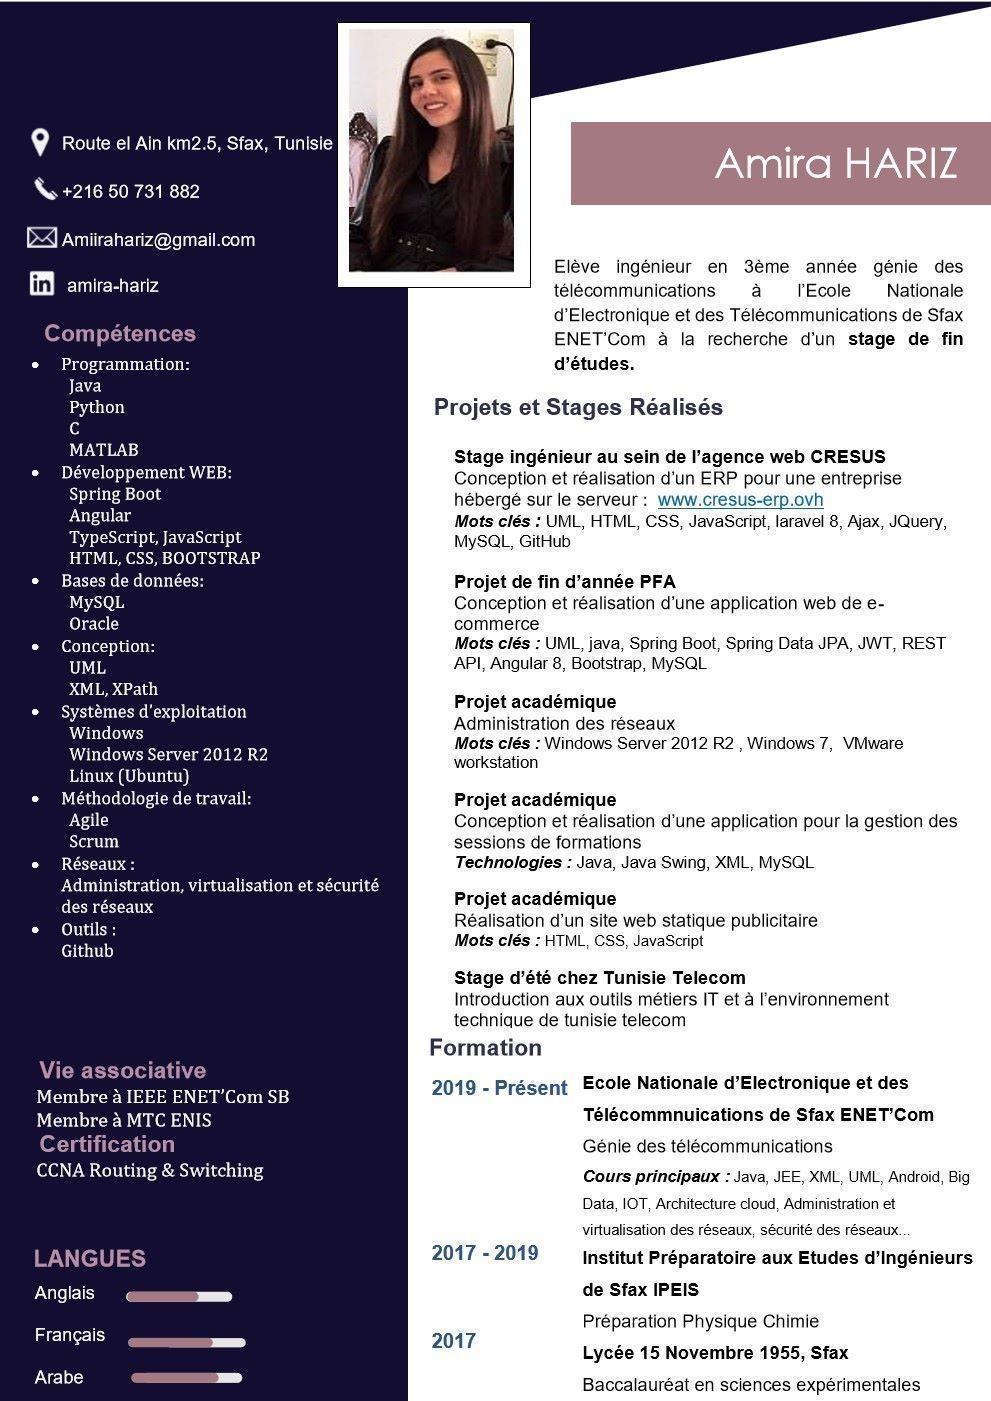 Route el Ain km2.5, Sfax, Tunisie
+216 50 731 882
Amiirahariz@gmail.com
in amira-hariz
Compétences
• Programmation:
Java
Python
C
MATLAB
• Développement WEB:
Spring Boot
Angular
TypeScript, JavaScript
HTML, CSS, BOOTSTRAP
• Bases de données:
MySQL
Oracle
• Conception:
UML
XML, XPath
• Systèmes d’exploitation
Windows
Windows Server 2012 R2
Linux (Ubuntu)
• Méthodologie de travail:
Agile
Scrum
• Réseaux :
Administration, virtualisation et sécurité
des réseaux
• Outils :
Github
Vie associative
Membre à IEEE ENET’Com SB
Membre à MTC ENIS
Certification
CCNA Routing & Switching
LANGUES
Anglais
Français
Arabe
Amira HARIZ
Elève ingénieur en 3ème année génie des
télécommunications à l’Ecole Nationale
d’Electronique et des Télécommunications de Sfax
ENET’Com à la recherche d’un stage de fin
d’études.
Projets et Stages Réalisés
Stage ingénieur au sein de l’agence web CRESUS
Conception et réalisation d’un ERP pour une entreprise
hébergé sur le serveur : www.cresus-erp.ovh
Mots clés : UML, HTML, CSS, JavaScript, laravel 8, Ajax, JQuery,
MySQL, GitHub
Projet de fin d’année PFA
Conception et réalisation d’une application web de e-
commerce
Mots clés : UML, java, Spring Boot, Spring Data JPA, JWT, REST
API, Angular 8, Bootstrap, MySQL
Projet académique
Administration des réseaux
Mots clés : Windows Server 2012 R2 , Windows 7, VMware
workstation
Projet académique
Conception et réalisation d’une application pour la gestion des
sessions de formations
Technologies : Java, Java Swing, XML, MySQL
Projet académique
Réalisation d’un site web statique publicitaire
Mots clés : HTML, CSS, JavaScript
Stage d’été chez Tunisie Telecom
Introduction aux outils métiers IT et à l’environnement
technique de tunisie telecom
Formation
2019 - Présent Ecole Nationale d’Electronique et des
Télécommnuications de Sfax ENET’Com
Génie des télécommunications
Cours principaux : Java, JEE, XML, UML, Android, Big
Data, IOT, Architecture cloud, Administration et
virtualisation des réseaux, sécurité des réseaux...
2017 - 2019 Institut Préparatoire aux Etudes d’Ingénieurs
de Sfax IPEIS
Préparation Physique Chimie
2017 Lycée 15 Novembre 1955, Sfax
Baccalauréat en sciences expérimentales